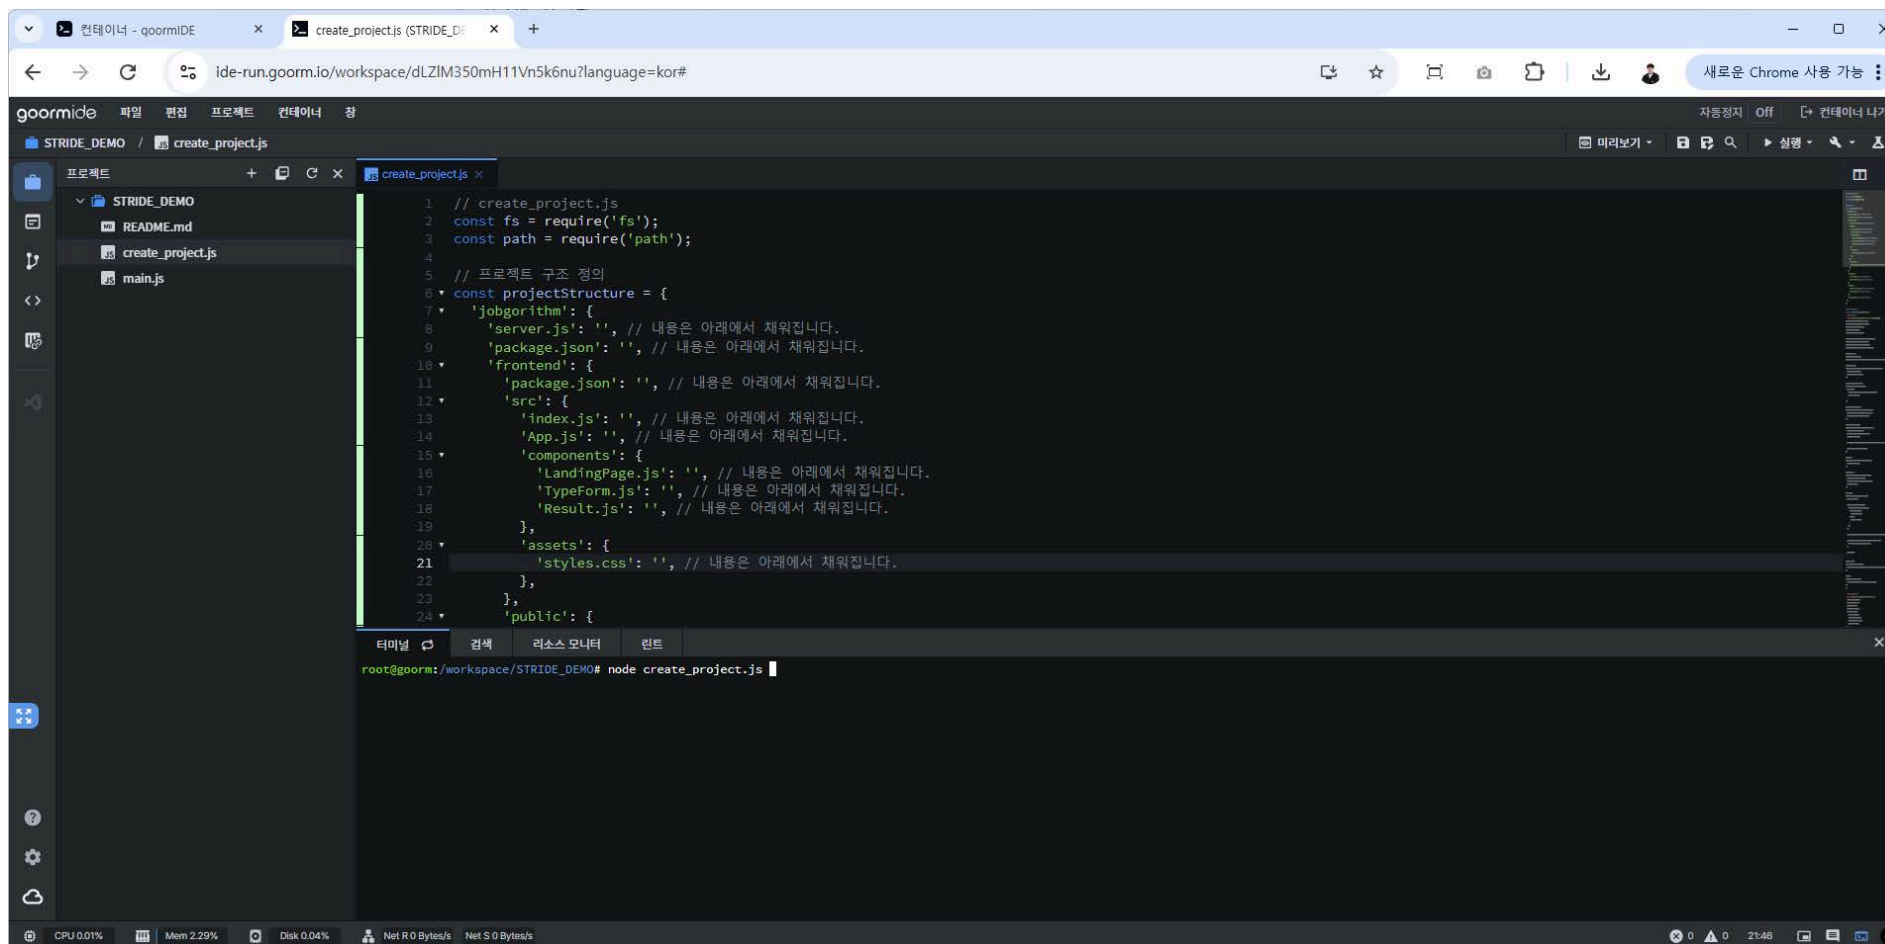 컨테이너 - goormIDE
create_project.js (STRIDE_DE
ide-run.goorm.io/workspace/dLZlM350mH11Vn5k6nu?language=kor#
새로운 Chrome 사용 가능
goormide 파일 편집 프로젝트 컨테이너 창
자동정지 Off 컨테이너 나가
STRIDE_DEMO / create_project.js
미리보기 실행
프로젝트
STRIDE_DEMO
README.md
create_project.js
main.js
create_project.js
1 // create_project.js
2 const fs = require('fs');
3 const path = require('path');
4
5 // 프로젝트 구조 정의
6 const projectStructure = {
7 'jobgorithm': {
8 'server.js': '', // 내용은 아래에서 채워집니다.
9 'package.json': '', // 내용은 아래에서 채워집니다.
10 'frontend': {
11 'package.json': '', // 내용은 아래에서 채워집니다.
12 'src': {
13 'index.js': '', // 내용은 아래에서 채워집니다.
14 'App.js': '', // 내용은 아래에서 채워집니다.
15 'components': {
16 'LandingPage.js': '', // 내용은 아래에서 채워집니다.
17 'TypeForm.js': '', // 내용은 아래에서 채워집니다.
18 'Result.js': '', // 내용은 아래에서 채워집니다.
19 },
20 'assets': {
21 'styles.css': '', // 내용은 아래에서 채워집니다.
22 },
23 },
24 'public': {
터미널 검색 리소스 모니터 린트
root@goorm:/workspace/STRIDE_DEMO# node create_project.js
CPU 0.01% Mem 2.29% Disk 0.04% Net R 0 Bytes/s Net S 0 Bytes/s
0 0 21:46